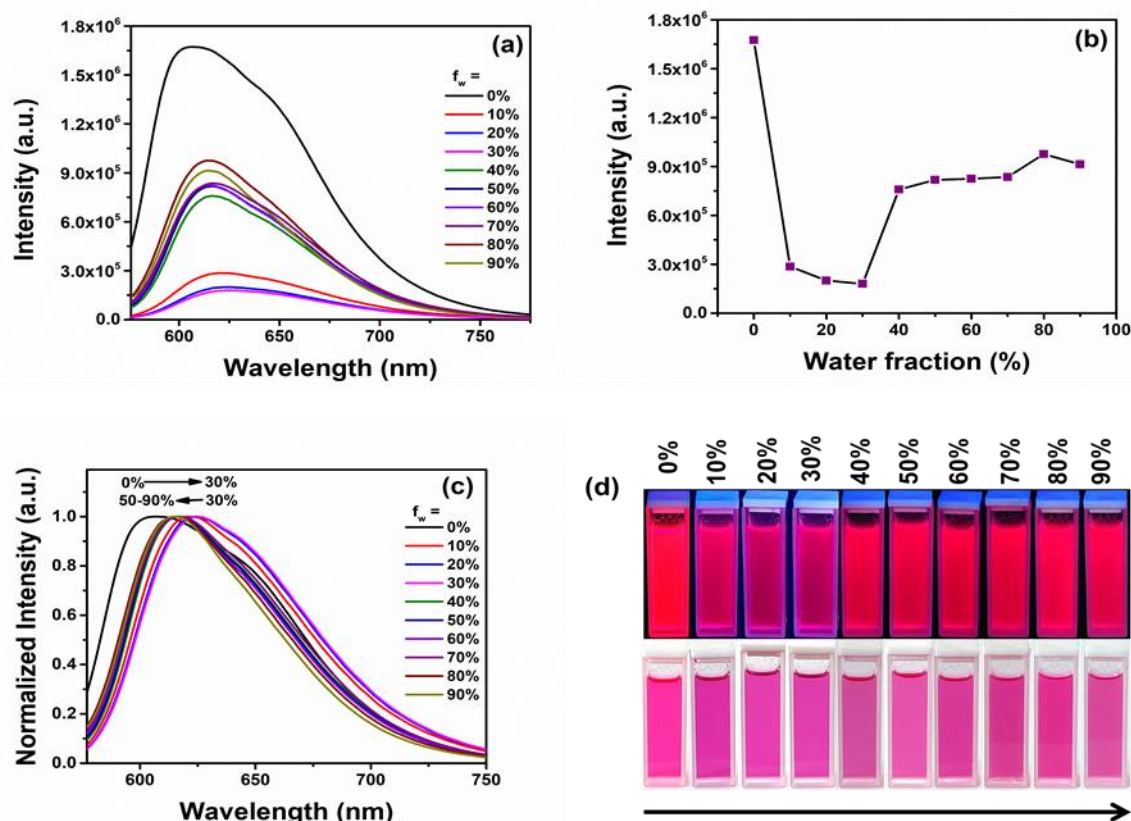 (a)
f_w =
0%
10%
20%
30%
40%
50%
60%
70%
80%
90%
1.8x10⁶
1.5x10⁶
1.2x10⁶
9.0x10⁵
6.0x10⁵
3.0x10⁵
0.0
Intensity (a.u.)
600 650 700 750
Wavelength (nm)
(b)
1.8x10⁶
1.5x10⁶
1.2x10⁶
9.0x10⁵
6.0x10⁵
3.0x10⁵
0.0
Intensity (a.u.)
0 20 40 60 80 100
Water fraction (%)
(c)
0% 30%
50-90% 30%
f_w =
0%
10%
20%
30%
40%
50%
60%
70%
80%
90%
1.0
0.8
0.6
0.4
0.2
0.0
Normalized Intensity (a.u.)
600 650 700 750
Wavelength (nm)
(d)
0% 10% 20% 30% 40% 50% 60% 70% 80% 90%